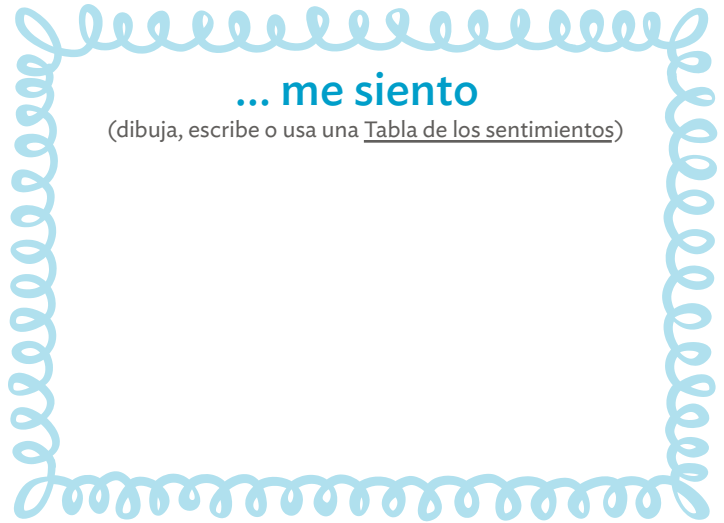 ... me siento
(dibuja, escribe o usa una Tabla de los sentimientos)